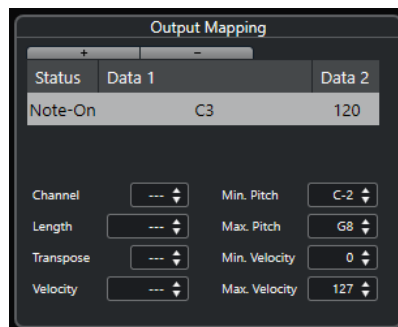 Output Mapping
+ −
Status Data 1 Data 2
Note-On C3 120
Channel --- Min. Pitch C-2
Length --- Max. Pitch G8
Transpose --- Min. Velocity 0
Velocity --- Max. Velocity 127